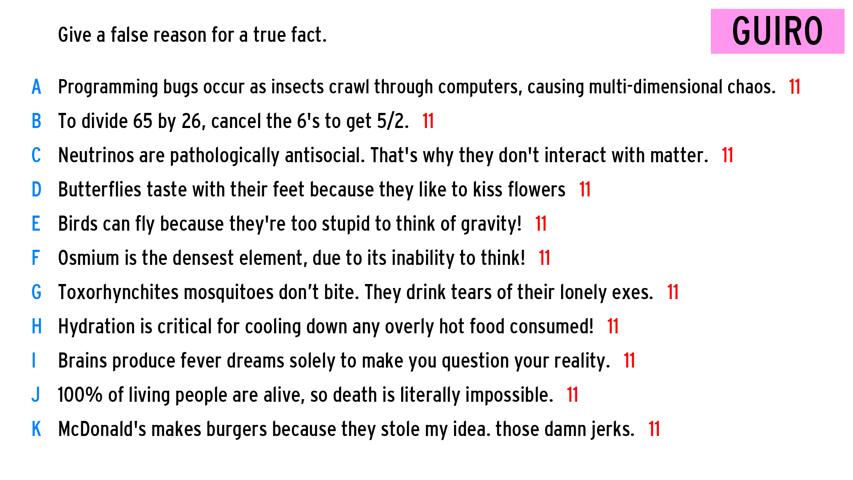 Give a false reason for a true fact.
GUIRO
A Programming bugs occur as insects crawl through computers, causing multi-dimensional chaos. 11
B To divide 65 by 26, cancel the 6's to get 5/2. 11
C Neutrinos are pathologically antisocial. That's why they don't interact with matter. 11
D Butterflies taste with their feet because they like to kiss flowers 11
E Birds can fly because they're too stupid to think of gravity! 11
F Osmium is the densest element, due to its inability to think! 11
G Toxorhynchites mosquitoes don’t bite. They drink tears of their lonely exes. 11
H Hydration is critical for cooling down any overly hot food consumed! 11
I Brains produce fever dreams solely to make you question your reality. 11
J 100% of living people are alive, so death is literally impossible. 11
K McDonald's makes burgers because they stole my idea. those damn jerks. 11